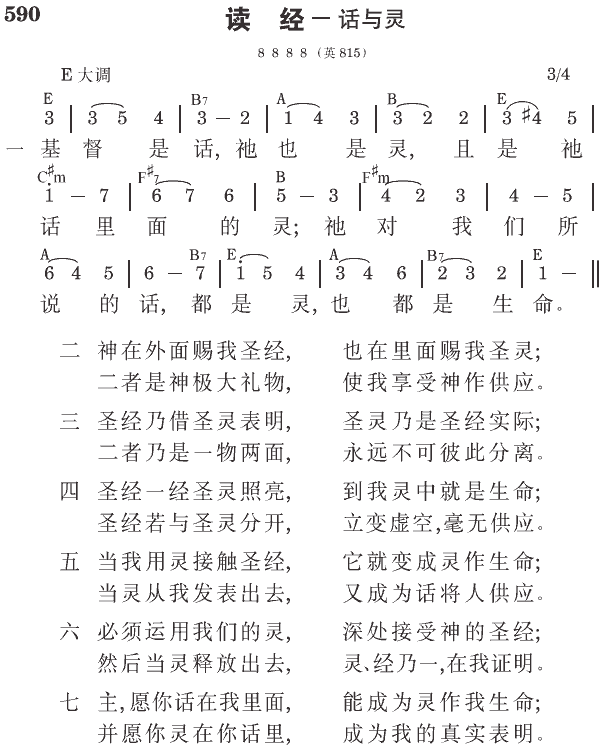 590 读 经 — 话与灵
8 8 8 8 (英 815)
E 大调 3/4
E B7 A B E
3 | 3 5 4 | 3 – 2 | 1 4 3 | 3 2 2 | 3 #4 5 |
一 基 督 是 话, 祂 也 是 灵, 且 是 祂
C#m F#7 B F#m
1 – 7 | 6 7 6 | 5 – 3 | 4 2 3 | 4 – 5 |
话 里 面 的 灵; 祂 对 我 们 所
A B7 E A B7 E
6 4 5 | 6 – 7 | 1 5 4 | 3 4 6 | 2 3 2 | 1 – ||
说 的 话, 都 是 灵, 也 都 是 生 命。
二 神在外面赐我圣经, 也在里面赐我圣灵;
二者是神极大礼物, 使我享受神作供应。
三 圣经乃借圣灵表明, 圣灵乃是圣经实际;
二者乃是一物两面, 永远不可彼此分离。
四 圣经一经圣灵照亮, 到我灵中就是生命;
圣经若与圣灵分开, 立变虚空,毫无供应。
五 当我用灵接触圣经, 它就变成灵作生命;
当灵从我发表出去, 又成为话将人供应。
六 必须运用我们的灵, 深处接受神的圣经;
然后当灵释放出去, 灵、经乃一,在我证明。
七 主,愿你话在我里面, 能成为灵作我生命;
并愿你灵在你话里, 成为我的真实表明。